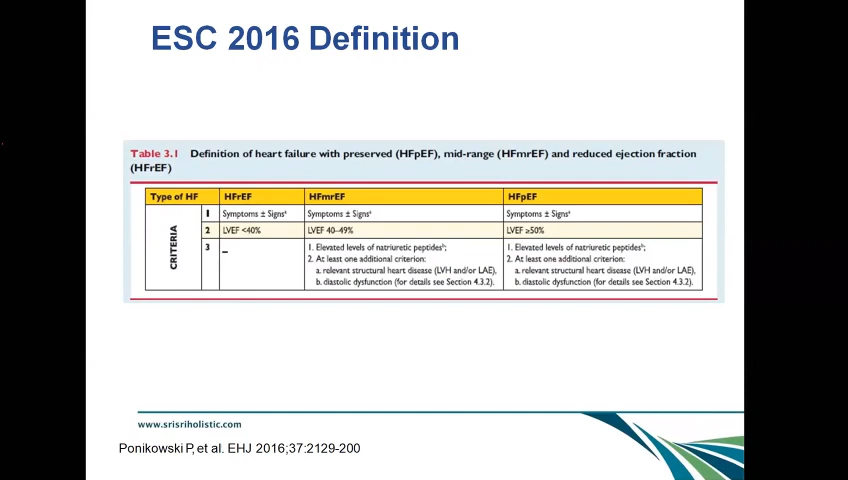 ESC 2016 Definition
Table 3.1 Definition of heart failure with preserved (HFpEF), mid-range (HFmrEF) and reduced ejection fraction
(HFrEF)
Type of HF HFrEF HFmrEF HFpEF
CRITERIA
1 Symptoms ± Signsᵃ Symptoms ± Signsᵃ Symptoms ± Signsᵃ
2 LVEF <40% LVEF 40–49% LVEF ≥50%
3 – 1. Elevated levels of natriuretic peptidesᵇ; 1. Elevated levels of natriuretic peptidesᵇ;
2. At least one additional criterion: 2. At least one additional criterion:
a. relevant structural heart disease (LVH and/or LAE), a. relevant structural heart disease (LVH and/or LAE),
b. diastolic dysfunction (for details see Section 4.3.2). b. diastolic dysfunction (for details see Section 4.3.2).
www.srisriholistic.com
Ponikowski P, et al. EHJ 2016;37:2129-200